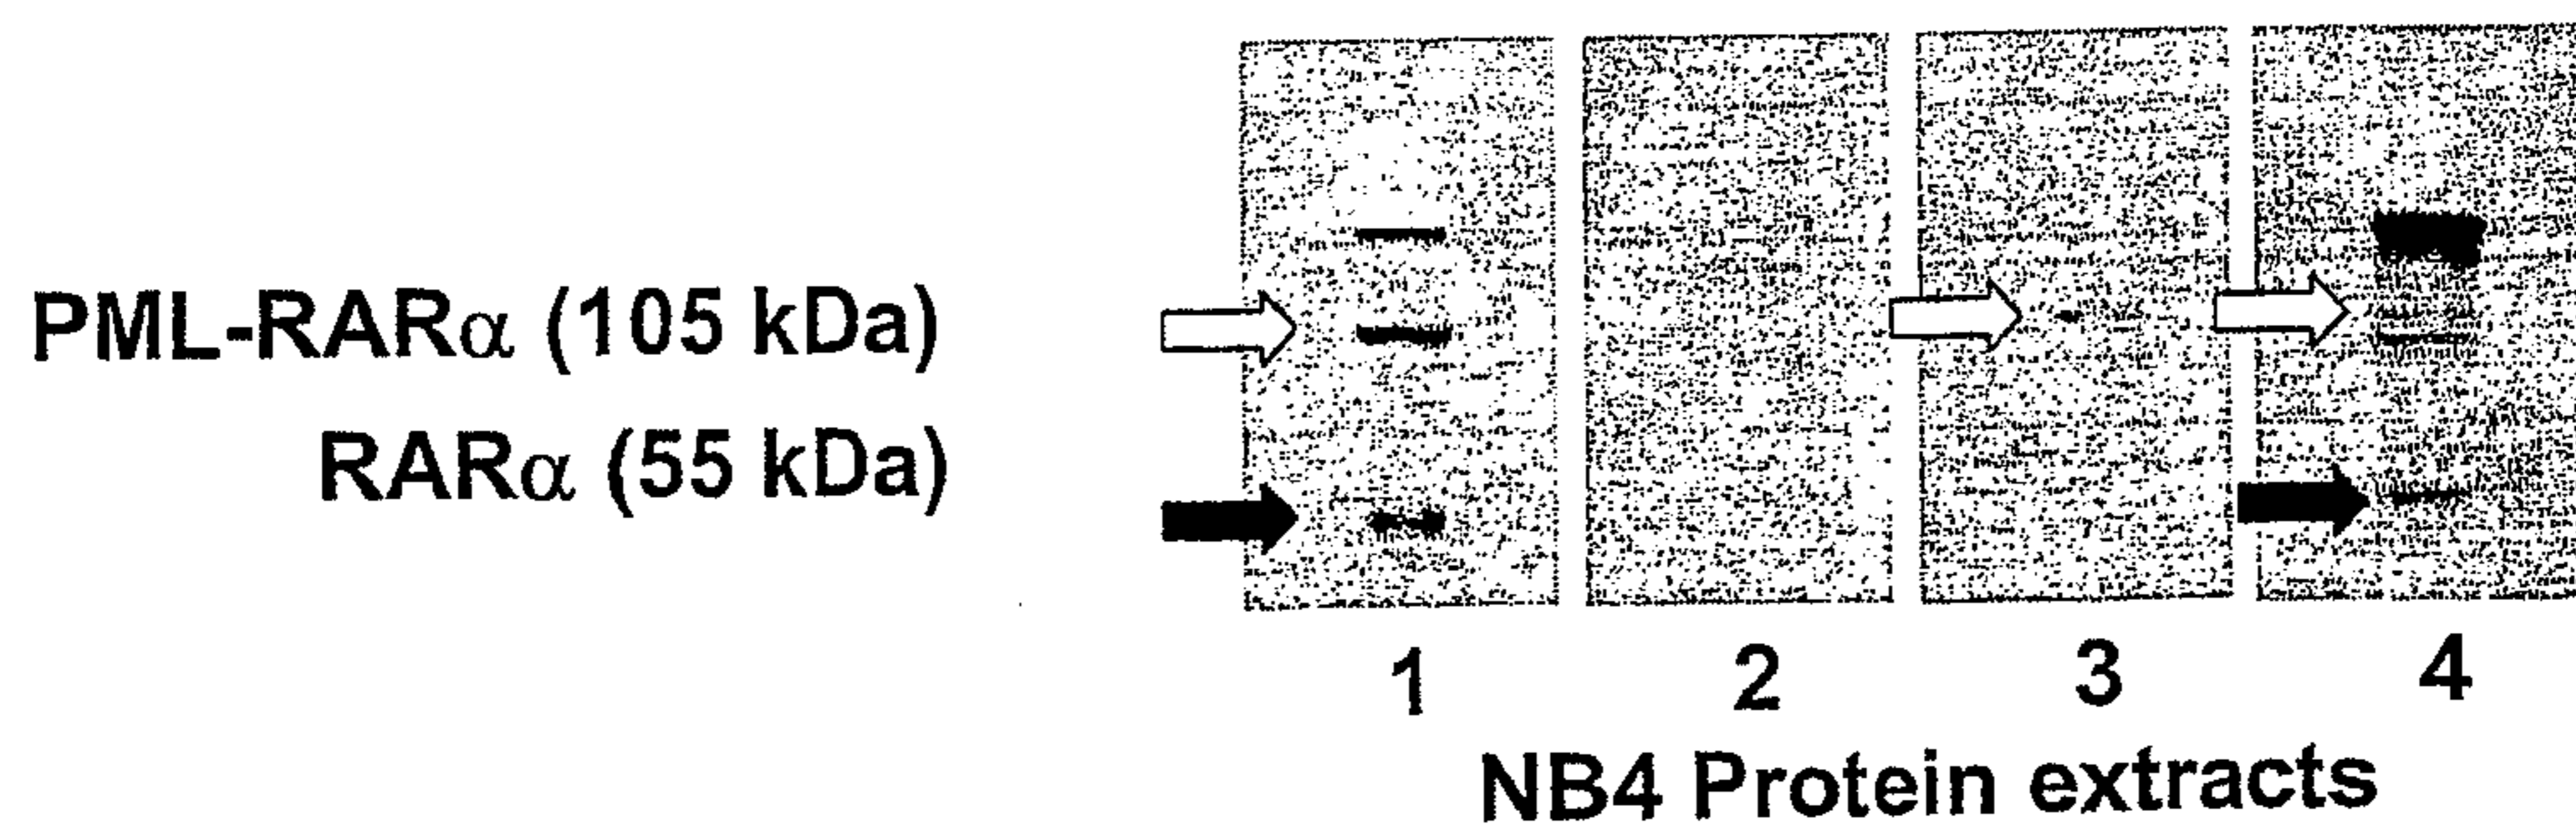 PML-RARα (105 kDa)
RARα (55 kDa)
1 2 3 4
NB4 Protein extracts